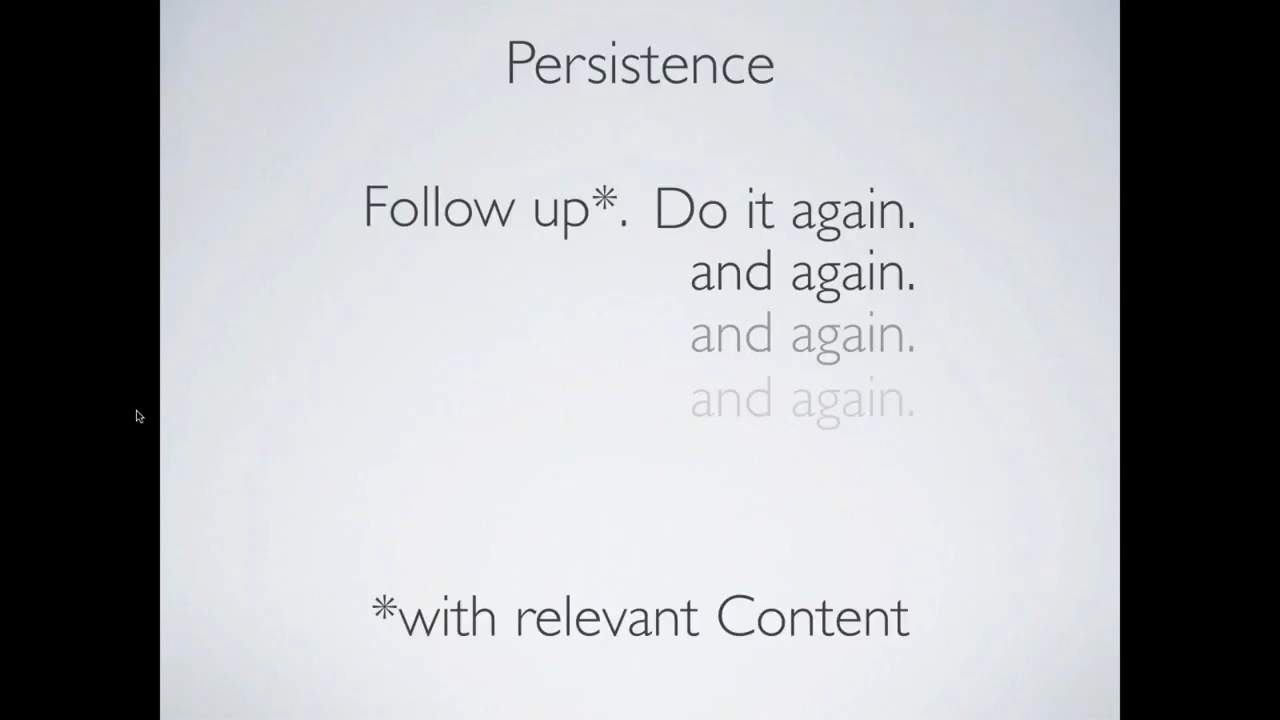 Persistence
Follow up*. Do it again.
and again.
and again.
and again.
*with relevant Content